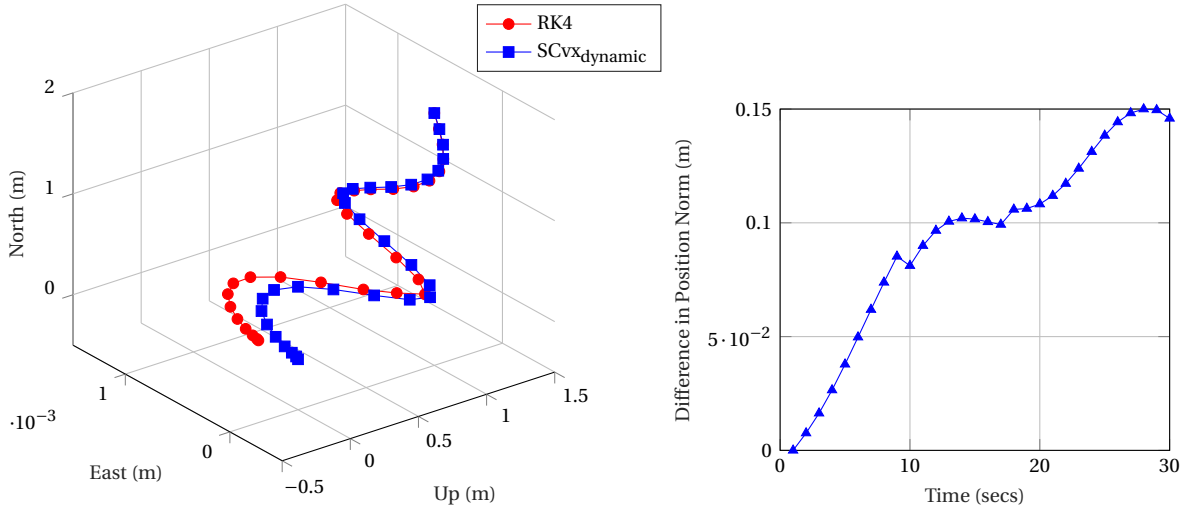 RK4
SCvx_dynamic
2
1
0
North (m)
1
0
·10^−3
East (m)
−0.5
0
0.5
1
1.5
Up (m)
0.15
0.1
5·10^−2
0
Difference in Position Norm (m)
0
10
20
30
Time (secs)